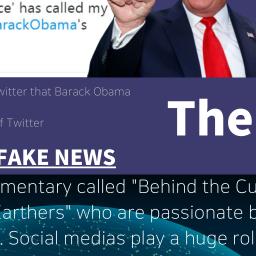 ce' has called my
arackObama's
witter that Barack Obama
The
f Twitter
FAKE NEWS
mentary called "Behind the Cu
arthers" who are passionate b
. Social medias play a huge rol